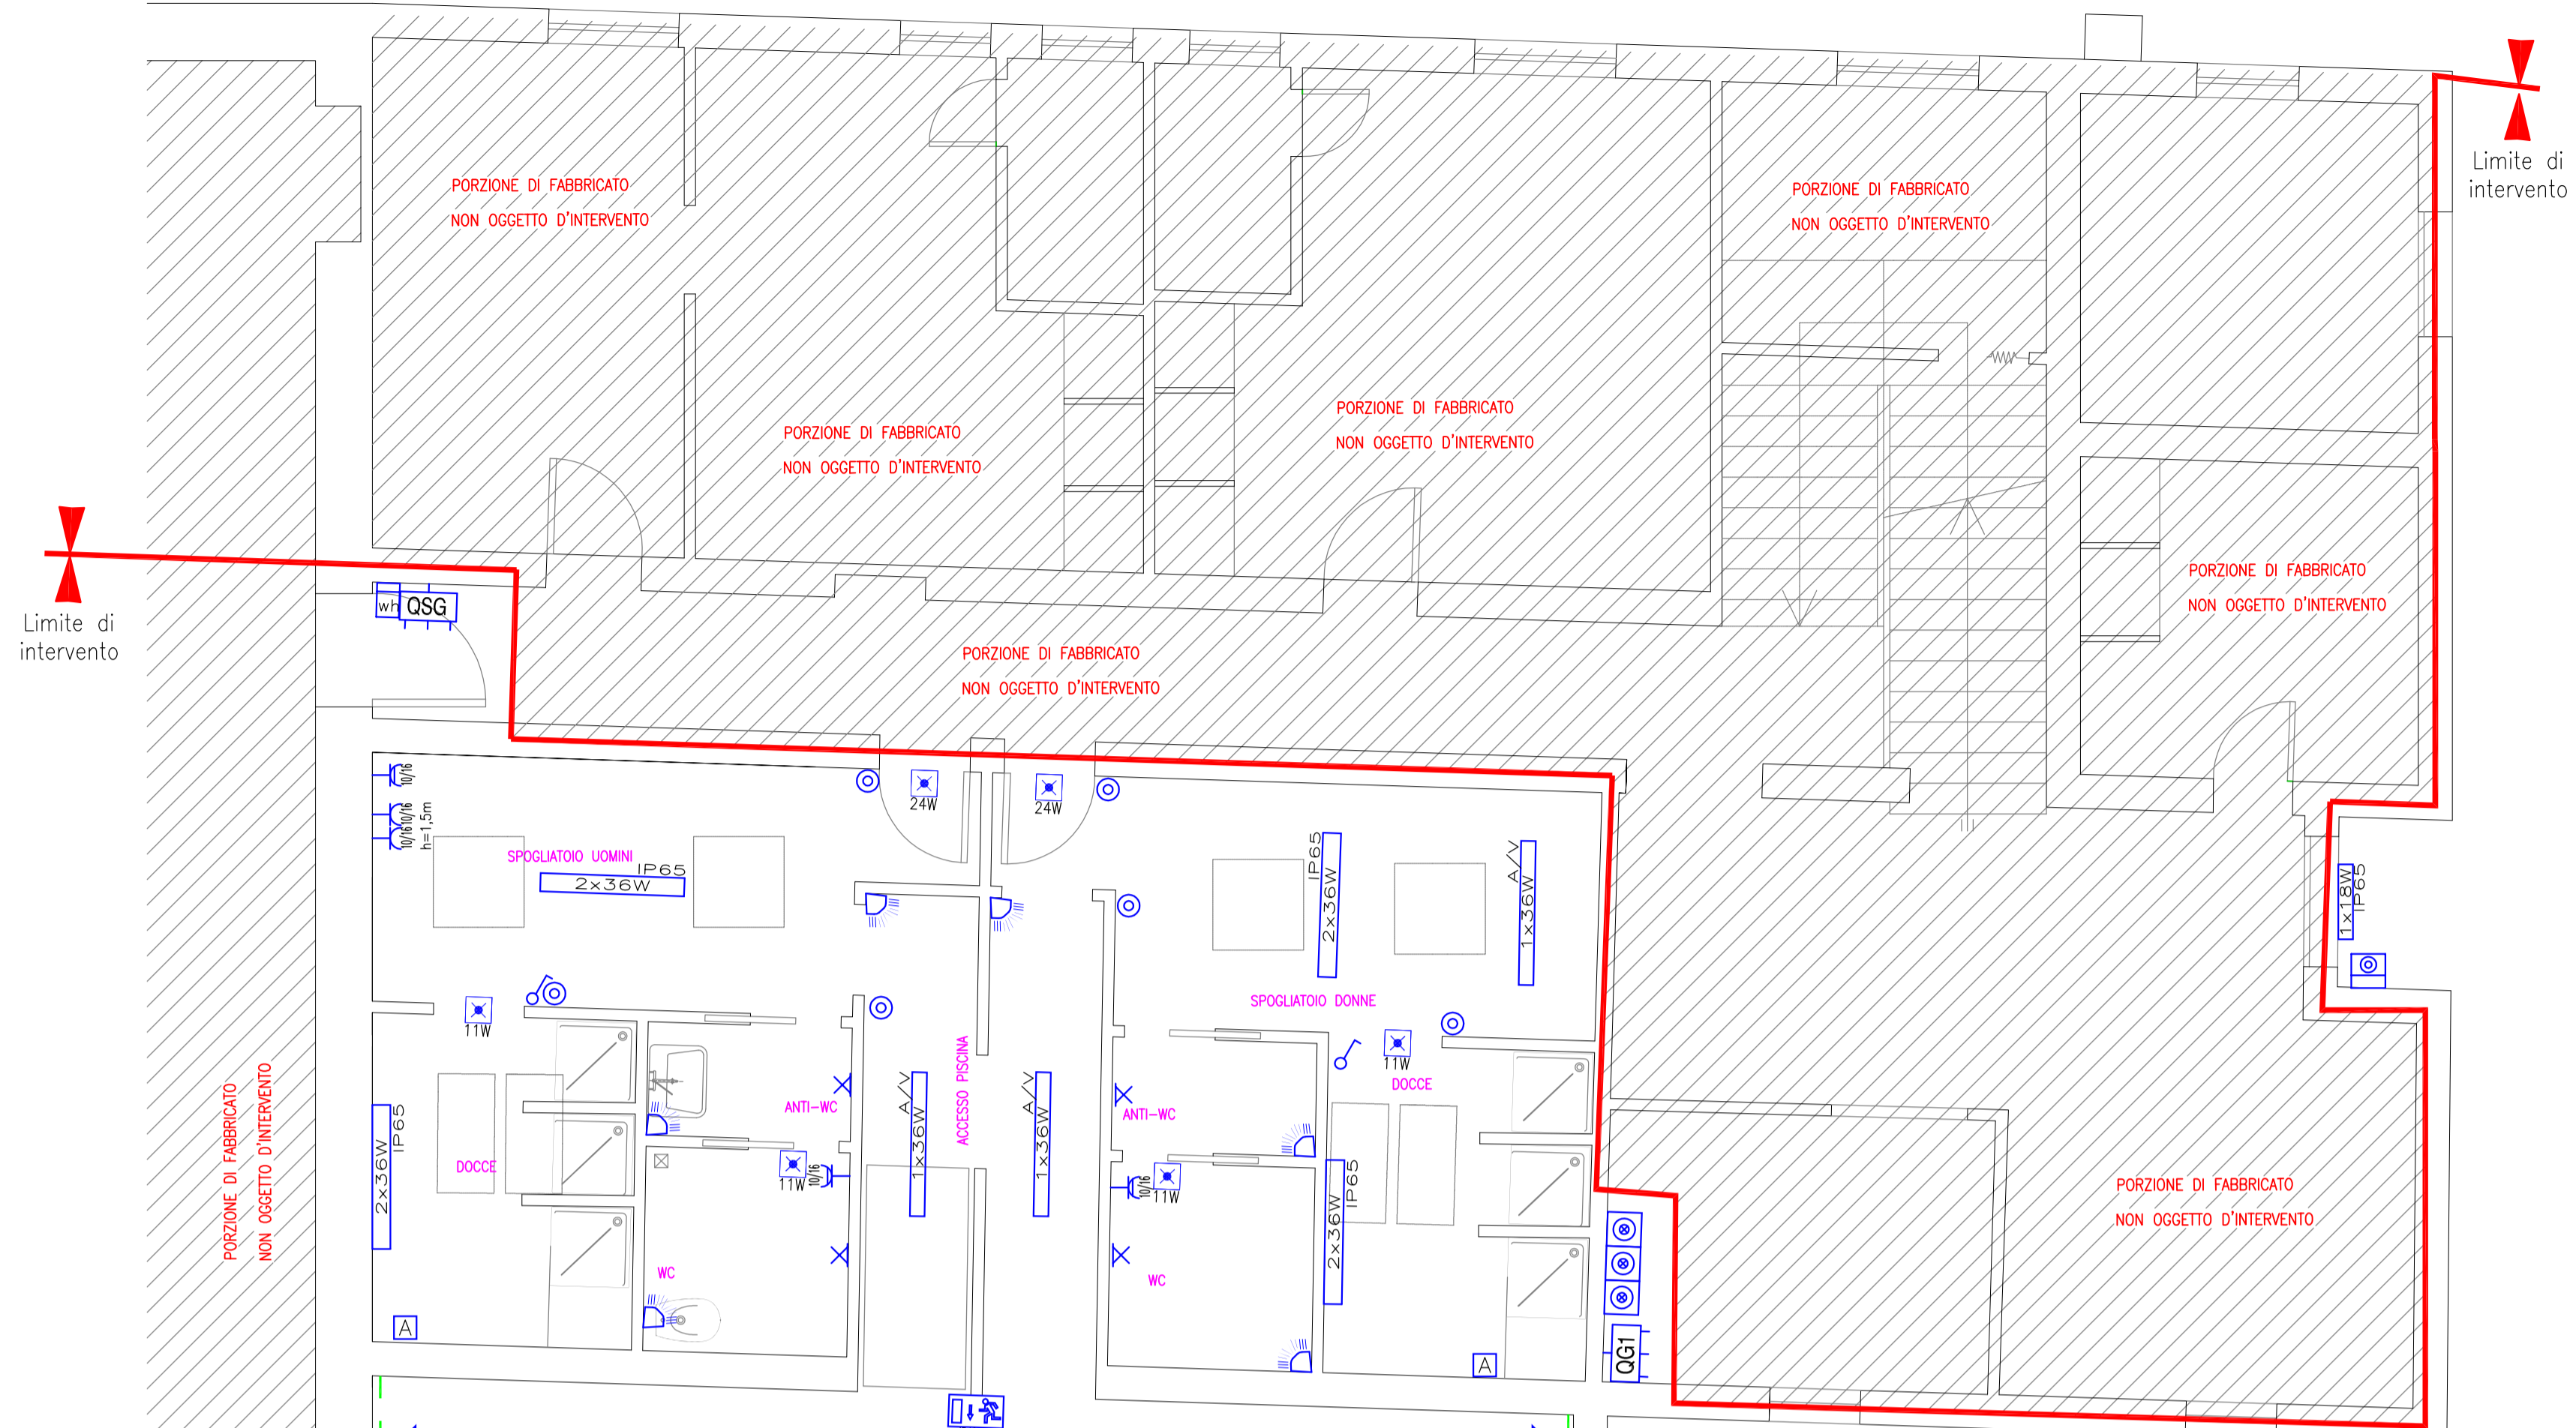 PORZIONE DI FABBRICATO
NON OGGETTO D'INTERVENTO
PORZIONE DI FABBRICATO
NON OGGETTO D'INTERVENTO
Limite di
intervento
PORZIONE DI FABBRICATO
NON OGGETTO D'INTERVENTO
PORZIONE DI FABBRICATO
NON OGGETTO D'INTERVENTO
PORZIONE DI FABBRICATO
NON OGGETTO D'INTERVENTO
Limite di
intervento
wh
QSG
PORZIONE DI FABBRICATO
NON OGGETTO D'INTERVENTO
10/16
10/16
10/16
h=1,5m
24W
24W
SPOGLIATOIO UOMINI
IP65
2x36W
IP65
2x36W
A/V
1x36W
1x18W
IP65
SPOGLIATOIO DONNE
11W
11W
DOCCE
ANTI-WC
A/V
1x36W
ACCESSO PISCINA
A/V
1x36W
ANTI-WC
PORZIONE DI FABBRICATO
NON OGGETTO D'INTERVENTO
2x36W
IP65
DOCCE
11W
10/16
10/16
11W
2x36W
IP65
PORZIONE DI FABBRICATO
NON OGGETTO D'INTERVENTO
WC
WC
A
A
QG1